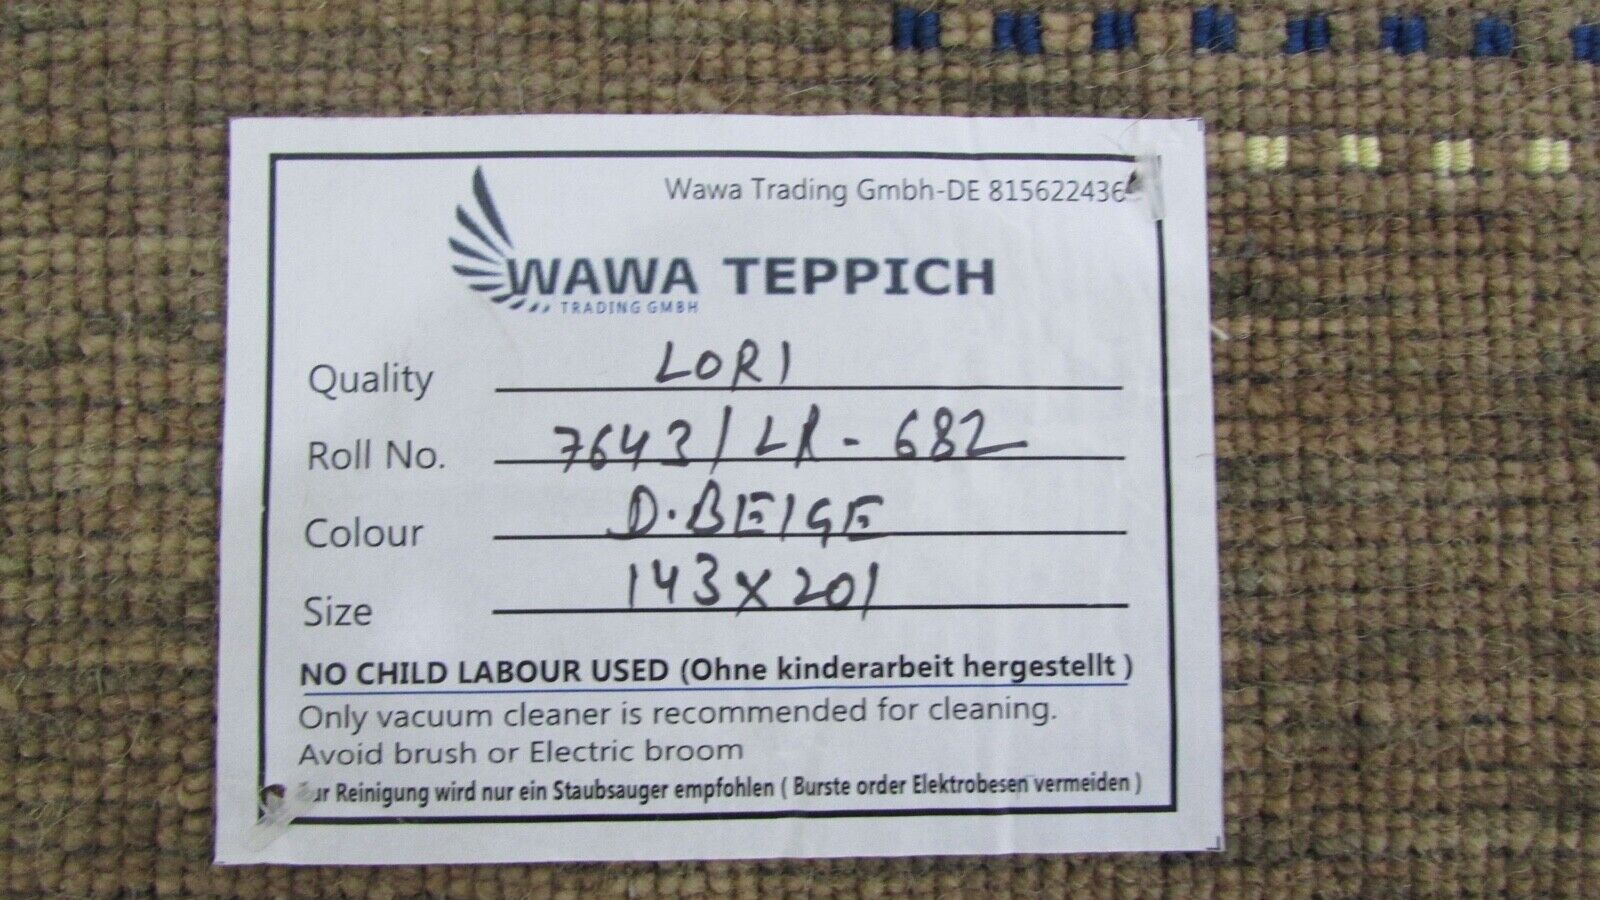 Wawa Trading Gmbh-DE 815622436
WAWA TEPPICH
TRADING GMBH
Quality LORI
Roll No. 7643/LR-682
Colour D.BEIGE
Size 143x201
NO CHILD LABOUR USED (Ohne kinderarbeit hergestellt )
Only vacuum cleaner is recommended for cleaning.
Avoid brush or Electric broom
Zur Reinigung wird nur ein Staubsauger empfohlen ( Burste order Elektrobesen vermeiden )